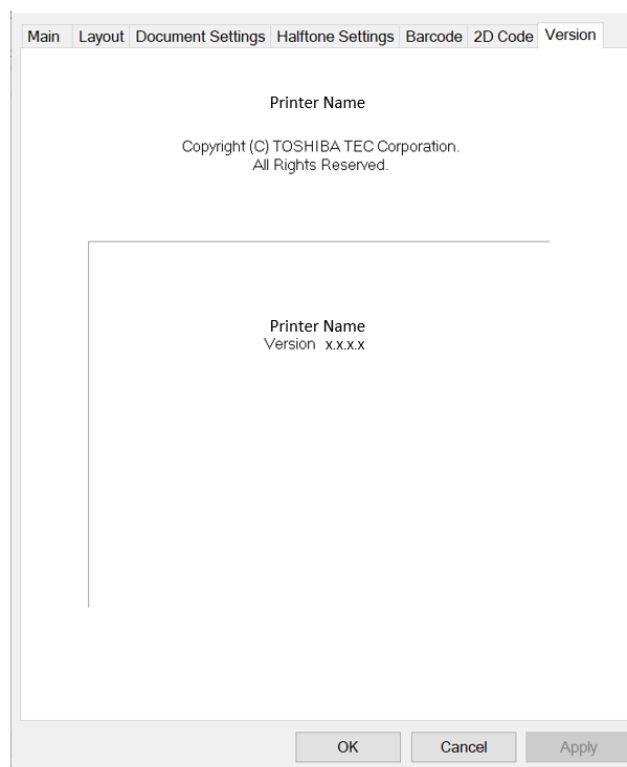 Main Layout Document Settings Halftone Settings Barcode 2D Code Version
Printer Name
Copyright (C) TOSHIBA TEC Corporation.
All Rights Reserved.
Printer Name
Version x.x.x.x
OK Cancel Apply